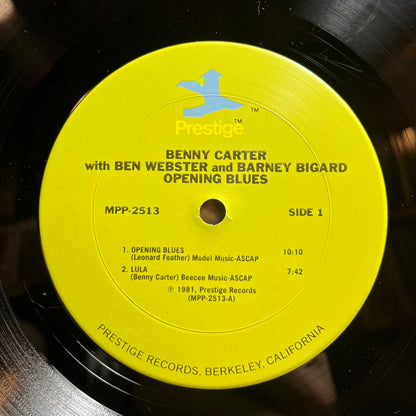 ™
Prestige™
BENNY CARTER
with BEN WEBSTER and BARNEY BIGARD
OPENING BLUES
MPP-2513 SIDE 1
1. OPENING BLUES 10:10
(Leonard Feather) Model Music-ASCAP
2. LULA 7:42
(Benny Carter) Beecee Music-ASCAP
℗ 1981, Prestige Records
(MPP-2513-A)
PRESTIGE RECORDS, BERKELEY, CALIFORNIA